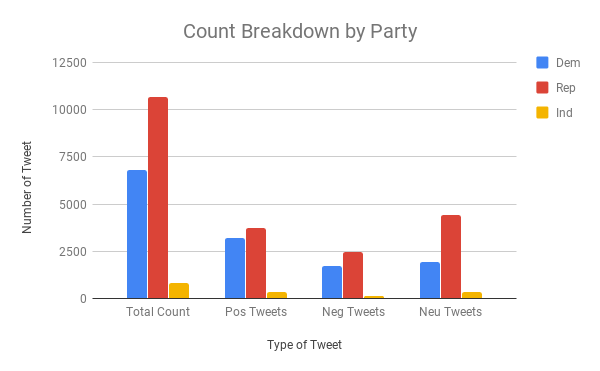 Count Breakdown by Party
Dem
Rep
Ind
12500
10000
7500
5000
2500
0
Number of Tweet
Total Count
Pos Tweets
Neg Tweets
Neu Tweets
Type of Tweet